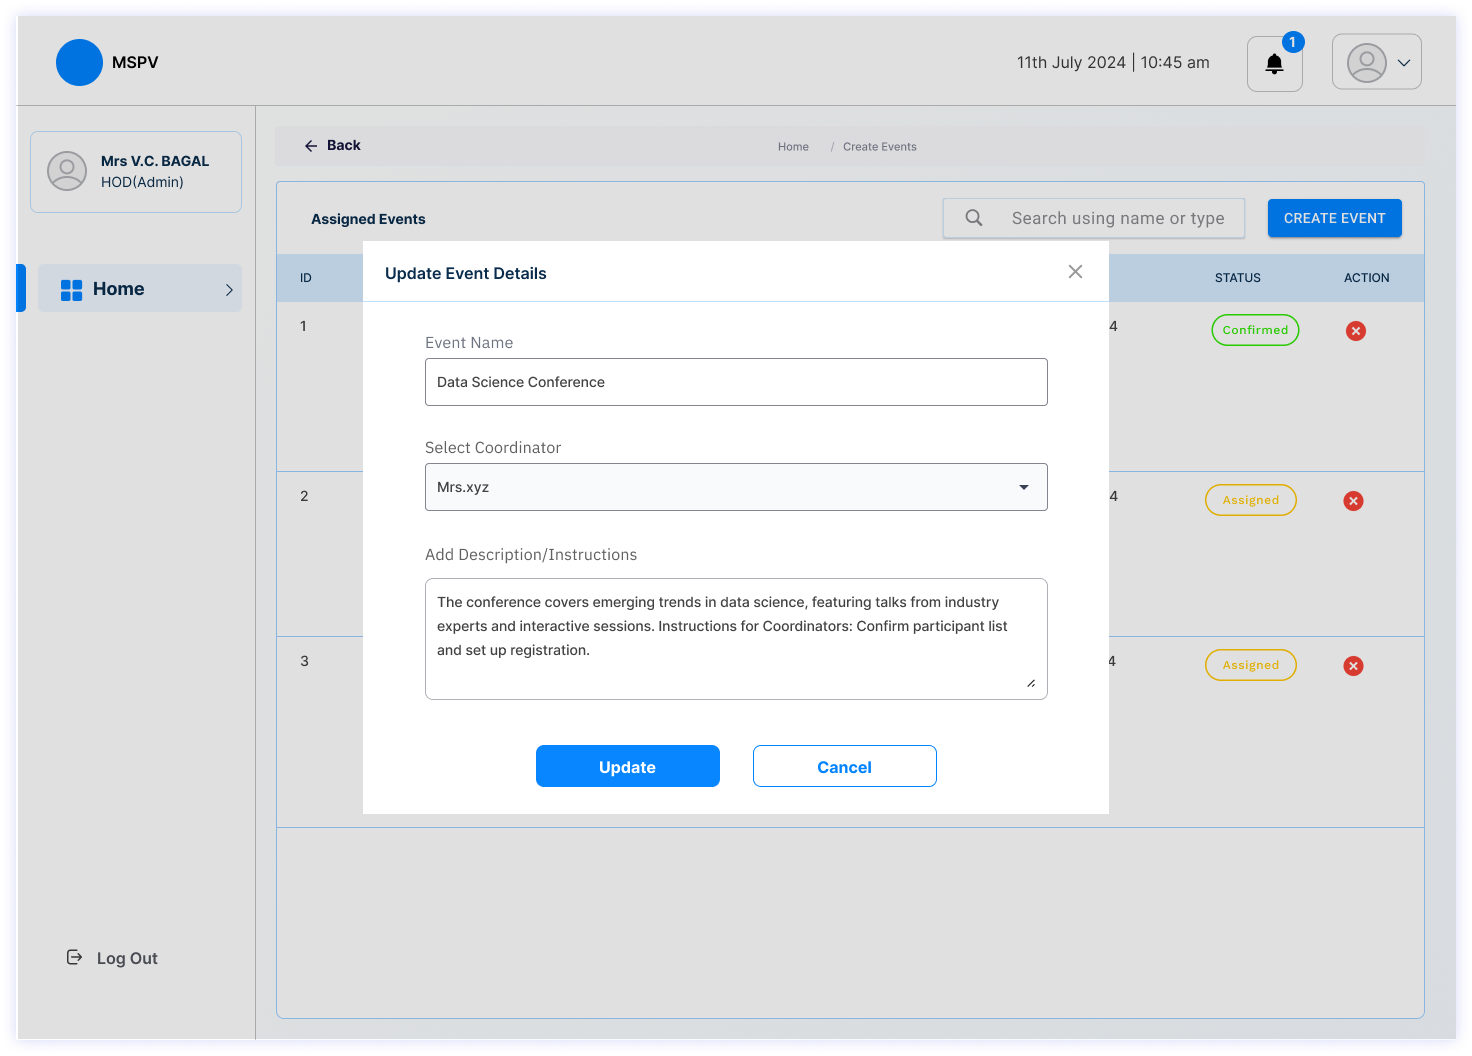 MSPV
11th July 2024 | 10:45 am
1
Mrs V.C. BAGAL
HOD(Admin)
Home
Log Out
Back
Home / Create Events
Assigned Events
Search using name or type
CREATE EVENT
ID
STATUS
ACTION
1
4
Confirmed
2
4
Assigned
3
4
Assigned
Update Event Details
Event Name
Data Science Conference
Select Coordinator
Mrs.xyz
Add Description/Instructions
The conference covers emerging trends in data science, featuring talks from industry
experts and interactive sessions. Instructions for Coordinators: Confirm participant list
and set up registration.
Update
Cancel